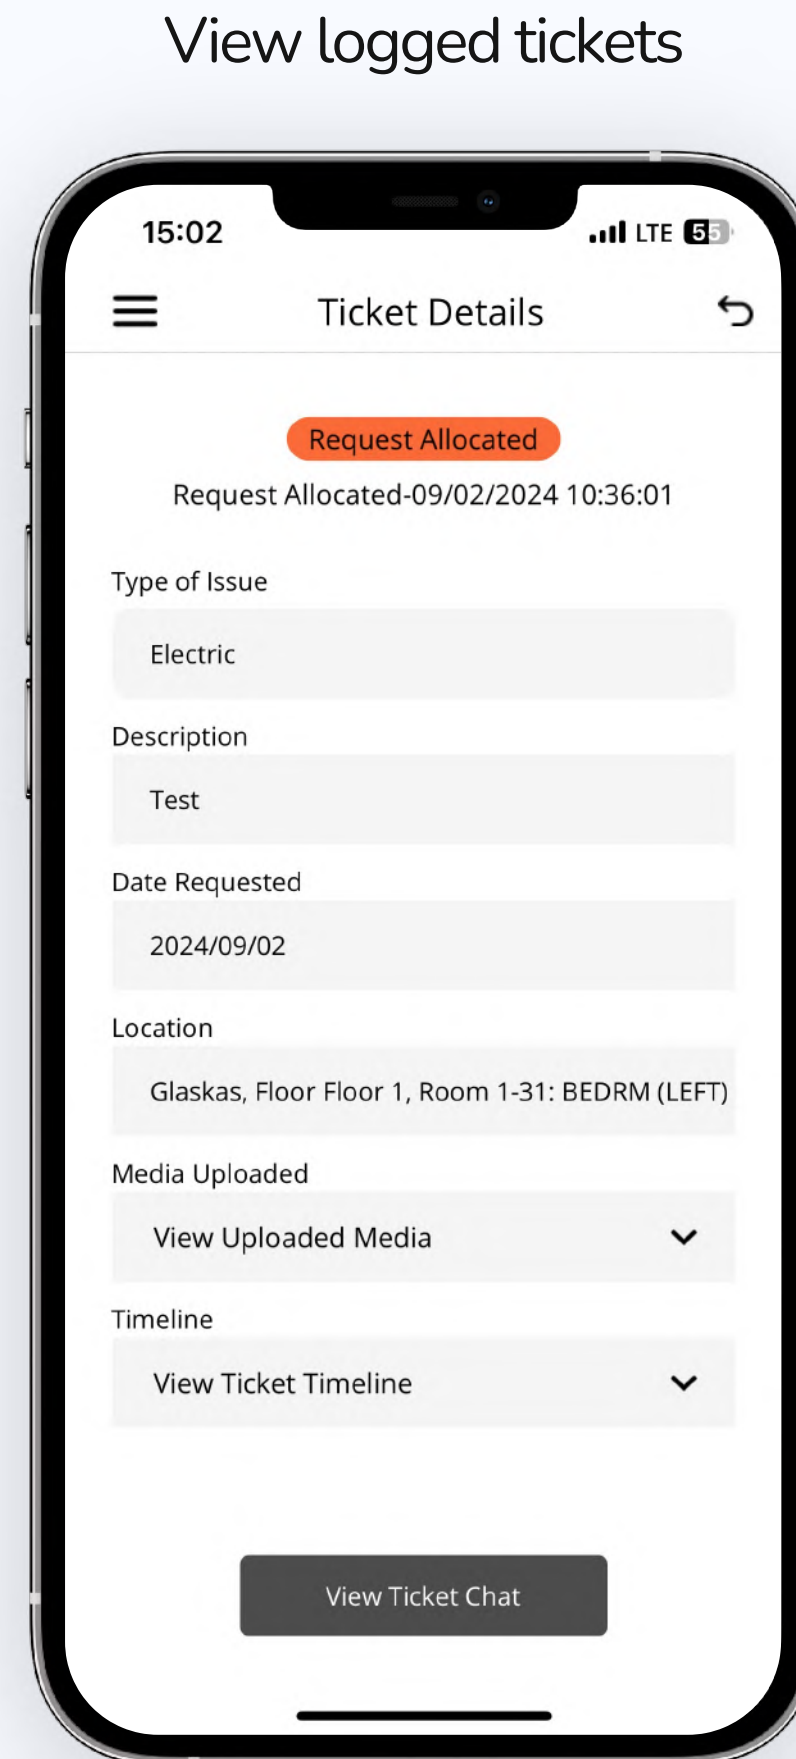 View logged tickets
15:02
LTE 55
Ticket Details
Request Allocated
Request Allocated-09/02/2024 10:36:01
Type of Issue
Electric
Description
Test
Date Requested
2024/09/02
Location
Glaskas, Floor Floor 1, Room 1-31: BEDRM (LEFT)
Media Uploaded
View Uploaded Media
Timeline
View Ticket Timeline
View Ticket Chat